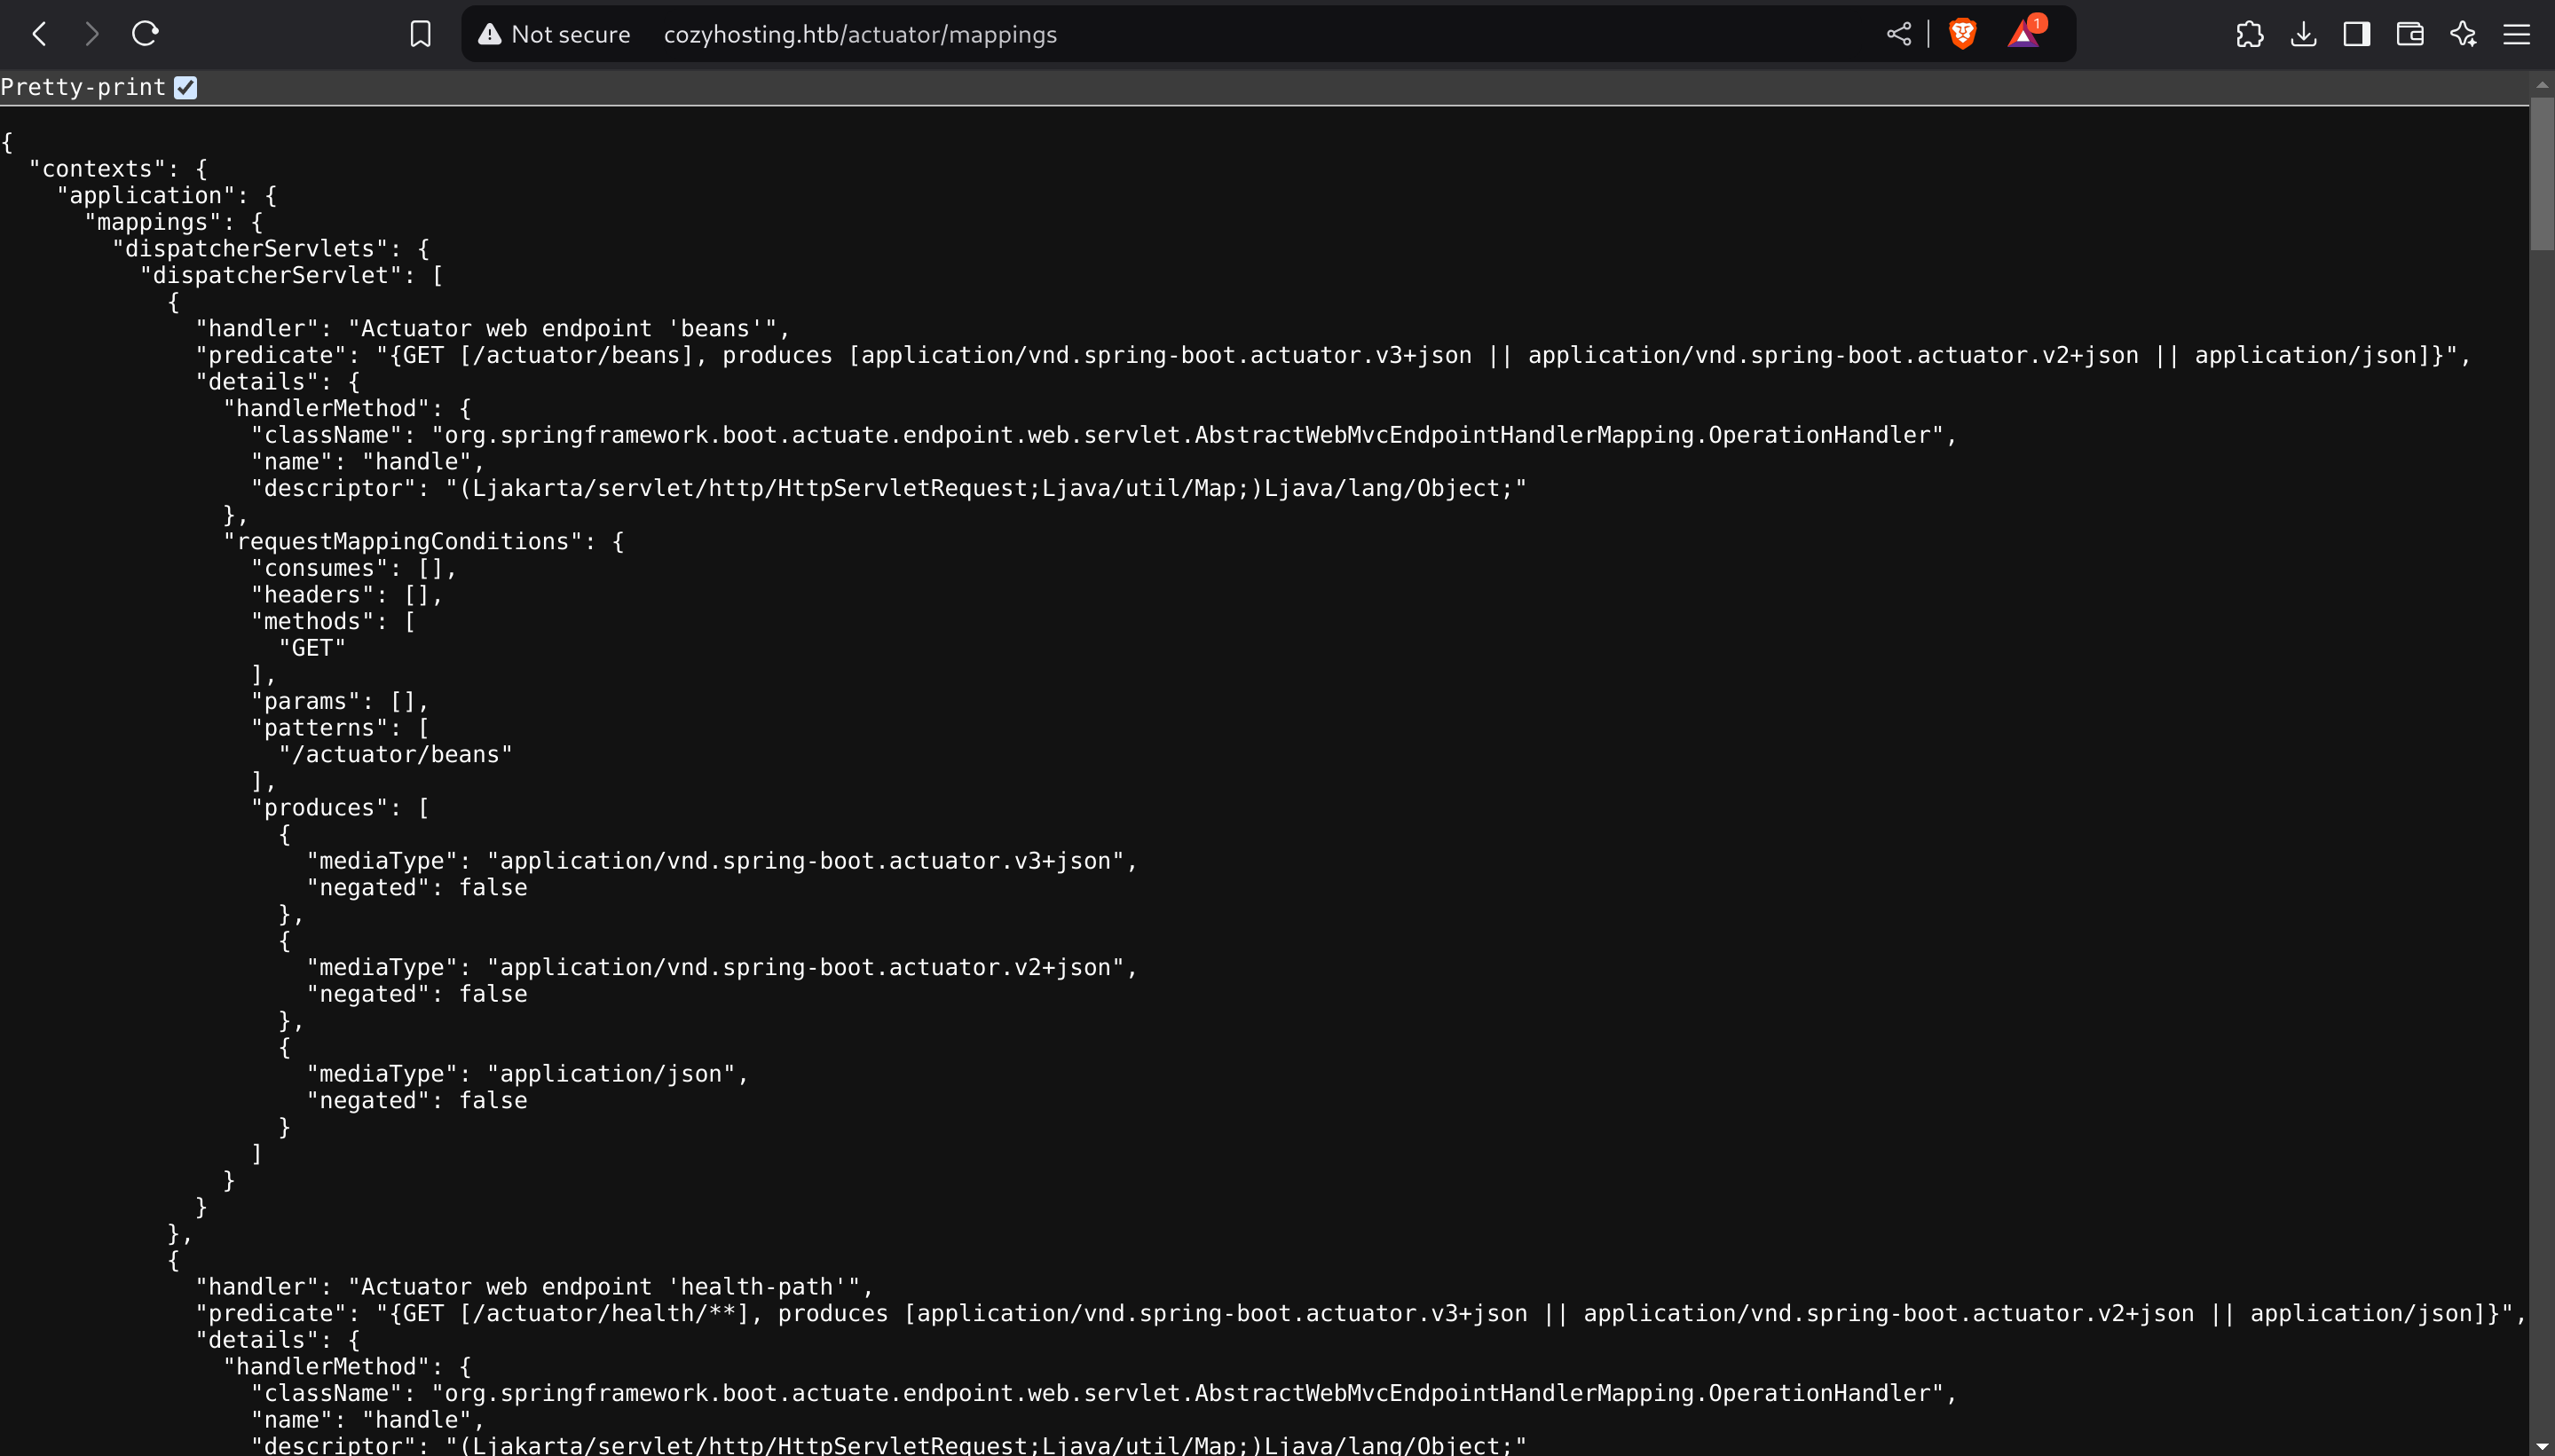 Not secure cozyhosting.htb/actuator/mappings 1
Pretty-print
{
  "contexts": {
    "application": {
      "mappings": {
        "dispatcherServlets": {
          "dispatcherServlet": [
            {
              "handler": "Actuator web endpoint 'beans'",
              "predicate": "{GET [/actuator/beans], produces [application/vnd.spring-boot.actuator.v3+json || application/vnd.spring-boot.actuator.v2+json || application/json]}",
              "details": {
                "handlerMethod": {
                  "className": "org.springframework.boot.actuate.endpoint.web.servlet.AbstractWebMvcEndpointHandlerMapping.OperationHandler",
                  "name": "handle",
                  "descriptor": "(Ljakarta/servlet/http/HttpServletRequest;Ljava/util/Map;)Ljava/lang/Object;"
                },
                "requestMappingConditions": {
                  "consumes": [],
                  "headers": [],
                  "methods": [
                    "GET"
                  ],
                  "params": [],
                  "patterns": [
                    "/actuator/beans"
                  ],
                  "produces": [
                    {
                      "mediaType": "application/vnd.spring-boot.actuator.v3+json",
                      "negated": false
                    },
                    {
                      "mediaType": "application/vnd.spring-boot.actuator.v2+json",
                      "negated": false
                    },
                    {
                      "mediaType": "application/json",
                      "negated": false
                    }
                  ]
                }
              }
            },
            {
              "handler": "Actuator web endpoint 'health-path'",
              "predicate": "{GET [/actuator/health/**], produces [application/vnd.spring-boot.actuator.v3+json || application/vnd.spring-boot.actuator.v2+json || application/json]}",
              "details": {
                "handlerMethod": {
                  "className": "org.springframework.boot.actuate.endpoint.web.servlet.AbstractWebMvcEndpointHandlerMapping.OperationHandler",
                  "name": "handle",
                  "descriptor": "(Ljakarta/servlet/http/HttpServletRequest;Ljava/util/Map;)Ljava/lang/Object;"